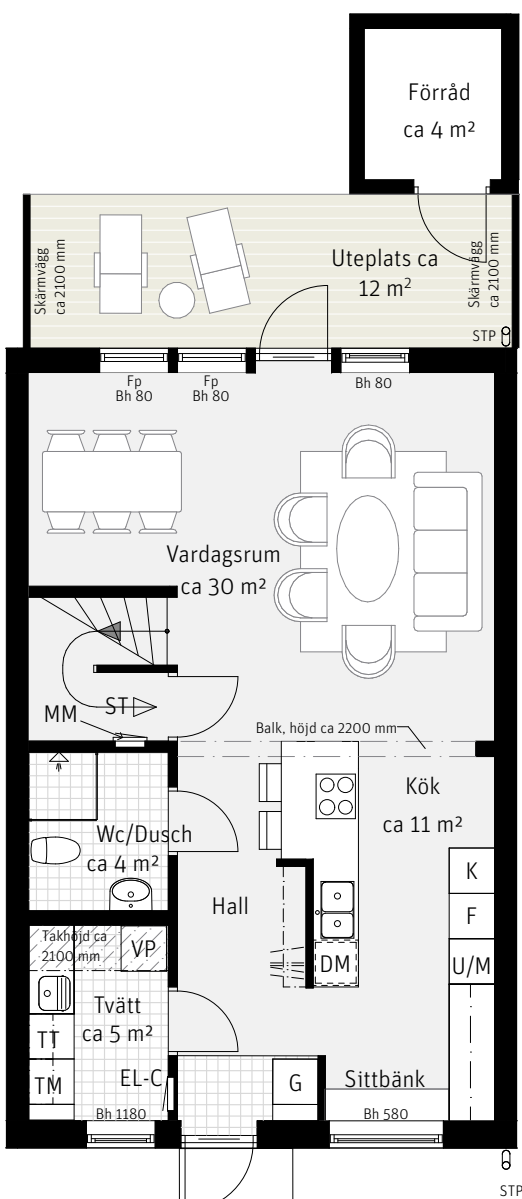 Förråd
ca 4 m²
Skärmvägg
ca 2100 mm
Uteplats ca
12 m²
Skärmvägg
ca 2100 mm
STP
Fp
Bh 80
Fp
Bh 80
Bh 80
Vardagsrum
ca 30 m²
ST
MM
Balk, höjd ca 2200 mm
Kök
ca 11 m²
Wc/Dusch
ca 4 m²
K
Hall
F
Takhöjd ca
2100 mm
VP
DM
U/M
Tvätt
ca 5 m²
TT
TM
EL-C
G
Sittbänk
Bh 1180
Bh 580
STP